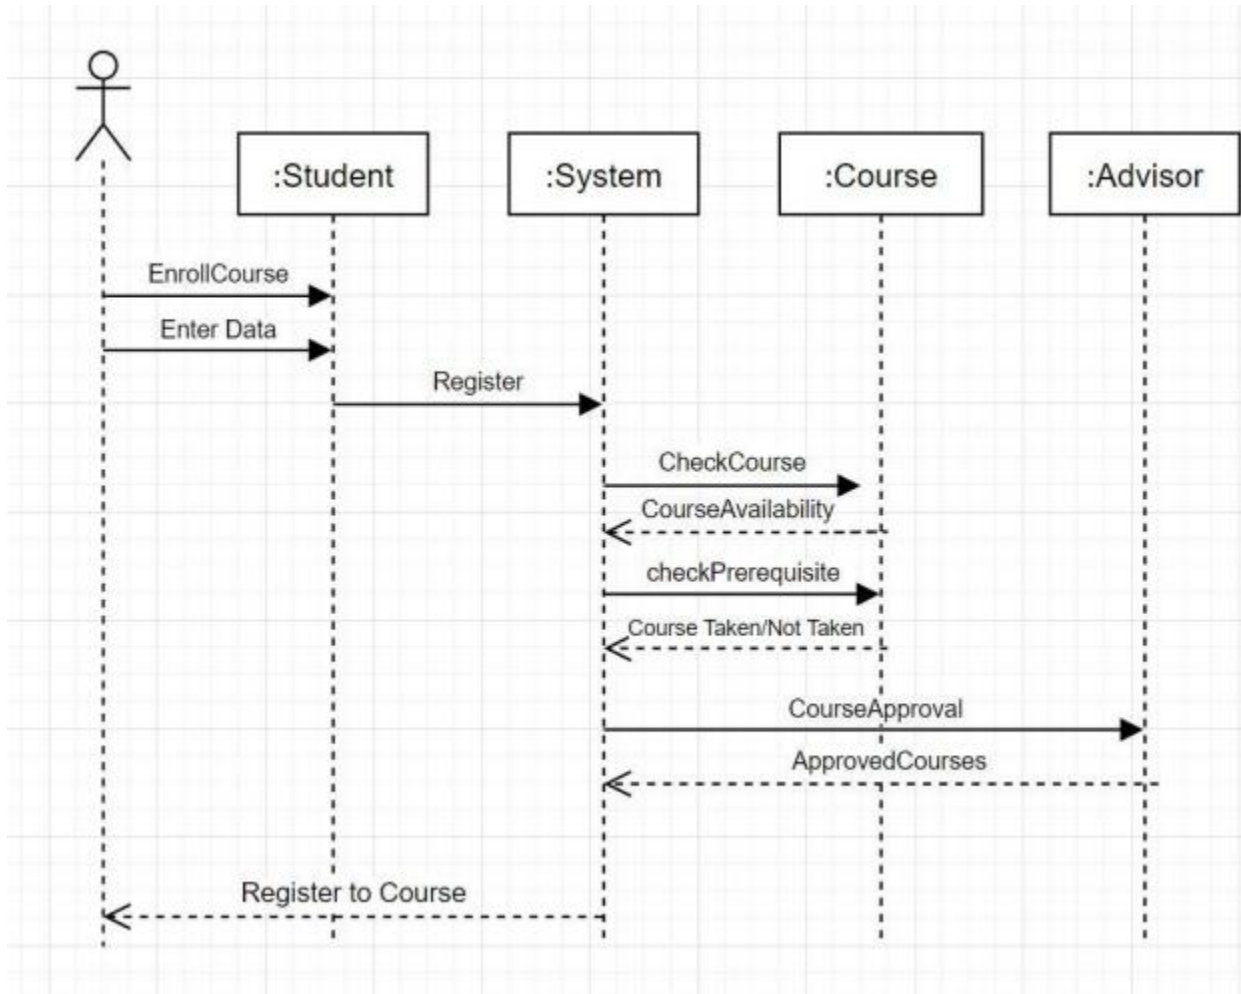 :Student
:System
:Course
:Advisor
EnrollCourse
Enter Data
Register
CheckCourse
CourseAvailability
checkPrerequisite
Course Taken/Not Taken
CourseApproval
ApprovedCourses
Register to Course